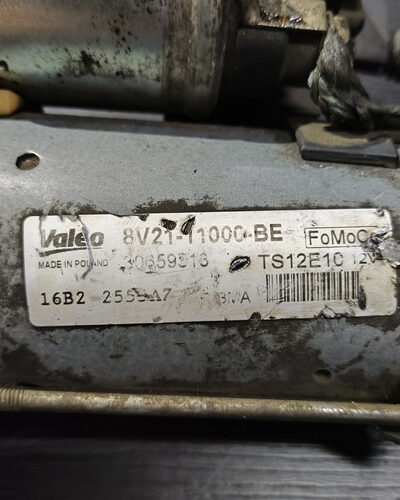 Valeo 8V21-11000-BE FoMoCo
MADE IN POLAND 30659516 TS12E10 12V
16B2